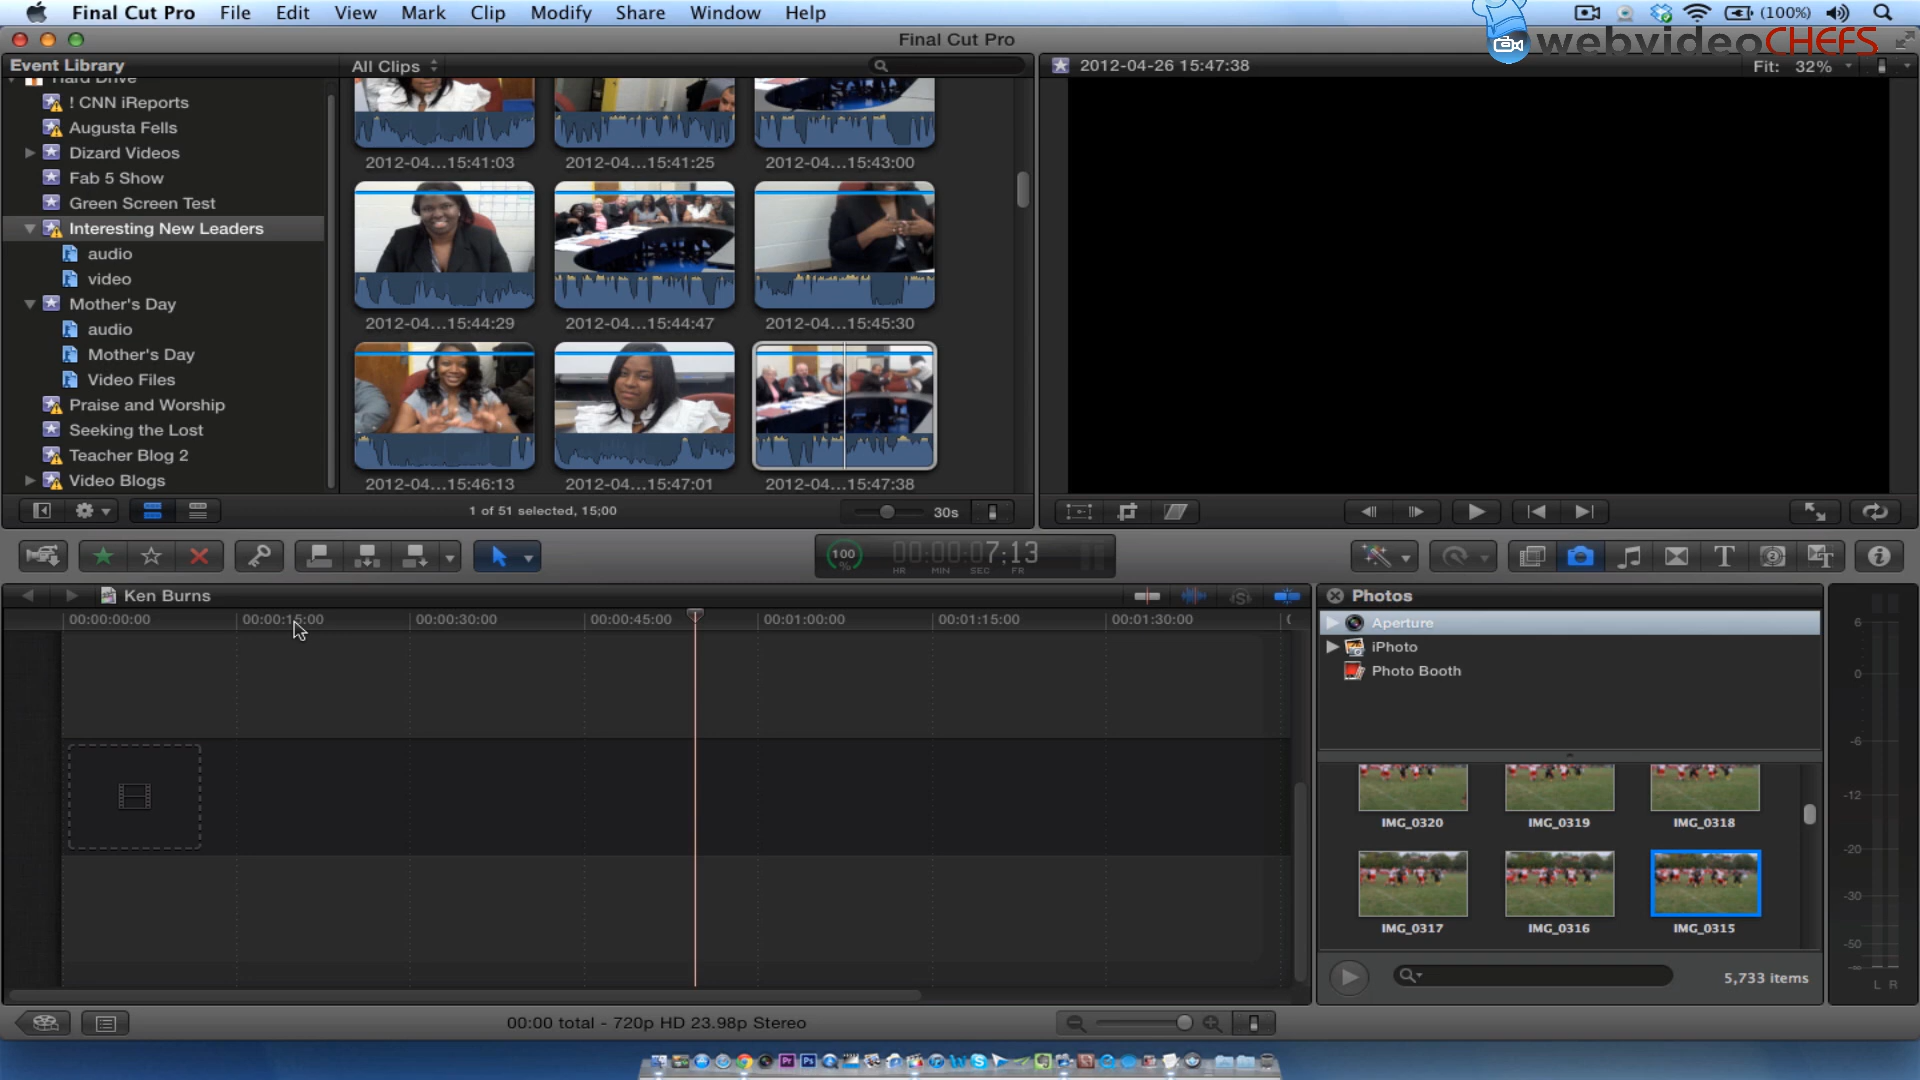 Final Cut Pro File Edit View Mark Clip Modify Share Window Help
(100%)
webvideoCHEFS
Final Cut Pro
Event Library
All Clips
2012-04-26 15:47:38
Fit: 32%
Hard Drive
! CNN iReports
Augusta Fells
Dizard Videos
Fab 5 Show
Green Screen Test
Interesting New Leaders
audio
video
Mother's Day
audio
Mother's Day
Video Files
Praise and Worship
Seeking the Lost
Teacher Blog 2
Video Blogs
2012-04...15:41:03
2012-04...15:41:25
2012-04...15:43:00
2012-04...15:44:29
2012-04...15:44:47
2012-04...15:45:30
2012-04...15:46:13
2012-04...15:47:01
2012-04...15:47:38
1 of 51 selected, 15;00
30s
100
%
00:00:07:13
HR MIN SEC FR
Ken Burns
00:00:00:00
00:00:15:00
00:00:30:00
00:00:45:00
00:01:00:00
00:01:15:00
00:01:30:00
Photos
Aperture
iPhoto
Photo Booth
IMG_0320
IMG_0319
IMG_0318
IMG_0317
IMG_0316
IMG_0315
5,733 items
6
0
-6
-12
-20
-30
-50
-∞
L R
00:00 total - 720p HD 23.98p Stereo